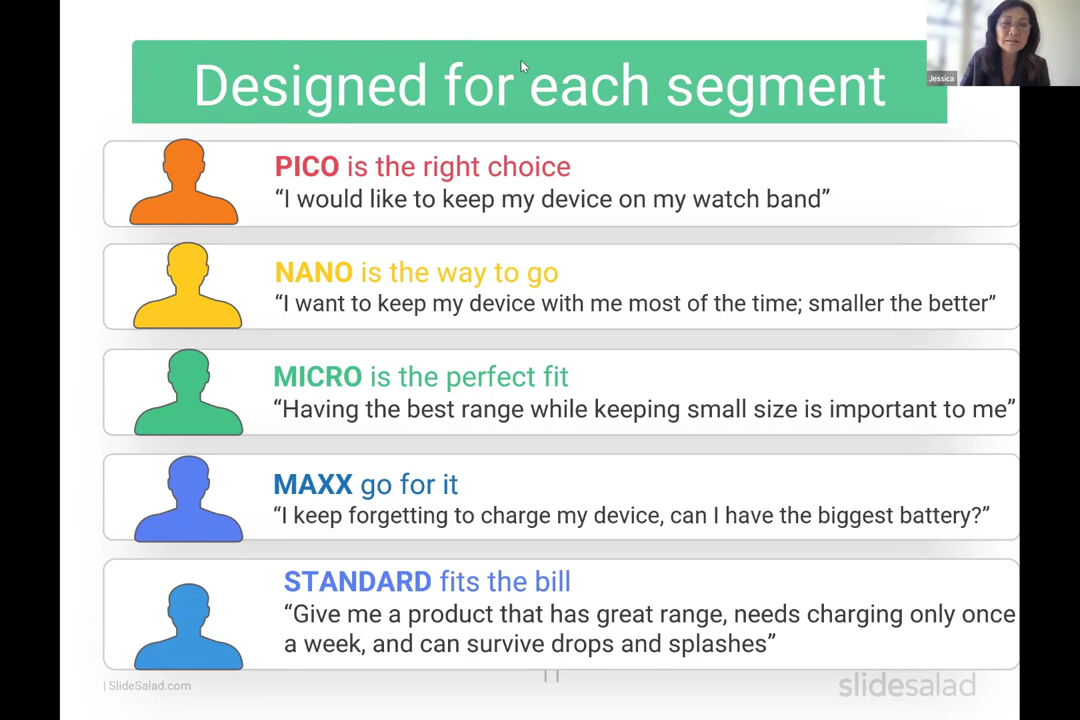 Designed for each segment
Jessica
PICO is the right choice
“I would like to keep my device on my watch band”
NANO is the way to go
“I want to keep my device with me most of the time; smaller the better”
MICRO is the perfect fit
“Having the best range while keeping small size is important to me”
MAXX go for it
“I keep forgetting to charge my device, can I have the biggest battery?”
STANDARD fits the bill
“Give me a product that has great range, needs charging only once
a week, and can survive drops and splashes”
| SlideSalad.com
slidesalad